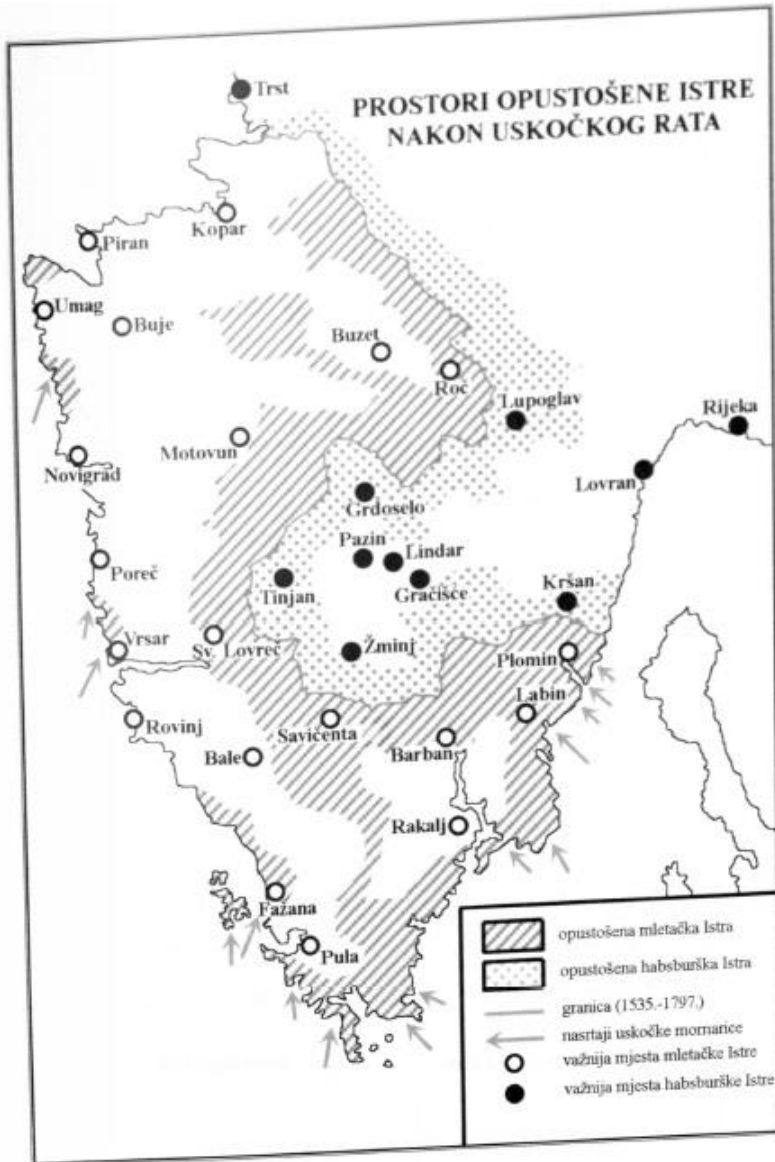 Trst
PROSTORI OPUSTOŠENE ISTRE
NAKON USKOČKOG RATA
Kopar
Piran
Umag
Buje
Buzet
Roč
Lupoglav
Rijeka
Motovun
Novigrad
Lovran
Grdoselo
Pazin
Lindar
Poreč
Tinjan
Gračišće
Kršan
Vrsar
Sv. Lovreč
Žminj
Plomin
Labin
Rovinj
Savičenta
Bale
Barban
Rakalj
Fažana
Pula
opustošena mletačka Istra
opustošena habsburška Istra
granica (1535.-1797.)
nasrtaji uskočke mornarice
važnija mjesta mletačke Istre
važnija mjesta habsburške Istre